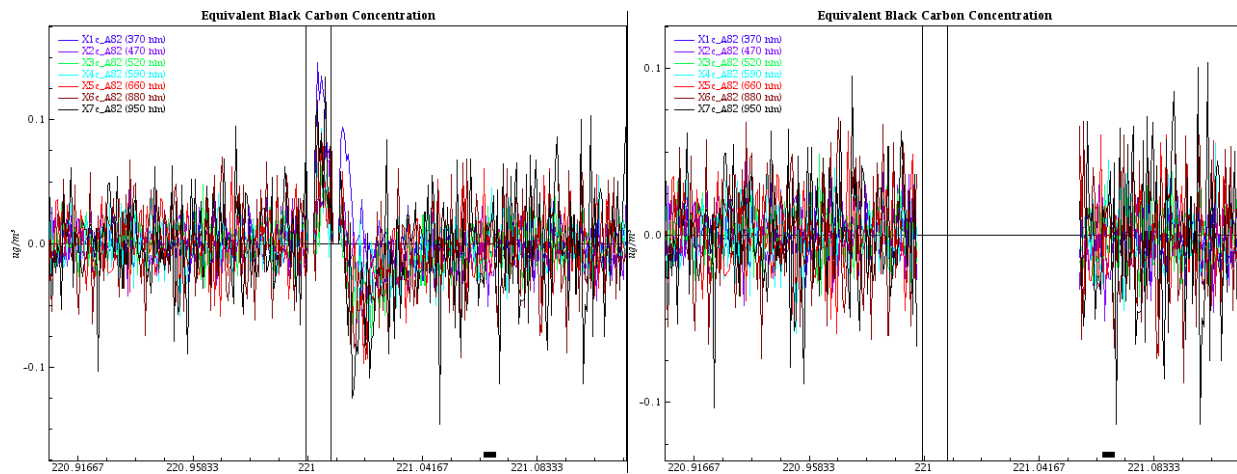 Equivalent Black Carbon Concentration
X1c_A82 (370 nm)
X2c_A82 (470 nm)
X3c_A82 (520 nm)
X4c_A82 (590 nm)
X5c_A82 (660 nm)
X6c_A82 (880 nm)
X7c_A82 (950 nm)
0.1
0.0
-0.1
ug/m³
220.91667 220.95833 221 221.04167 221.08333
Equivalent Black Carbon Concentration
X1c_A82 (370 nm)
X2c_A82 (470 nm)
X3c_A82 (520 nm)
X4c_A82 (590 nm)
X5c_A82 (660 nm)
X6c_A82 (880 nm)
X7c_A82 (950 nm)
0.1
0.0
-0.1
ug/m³
220.91667 220.95833 221 221.04167 221.08333